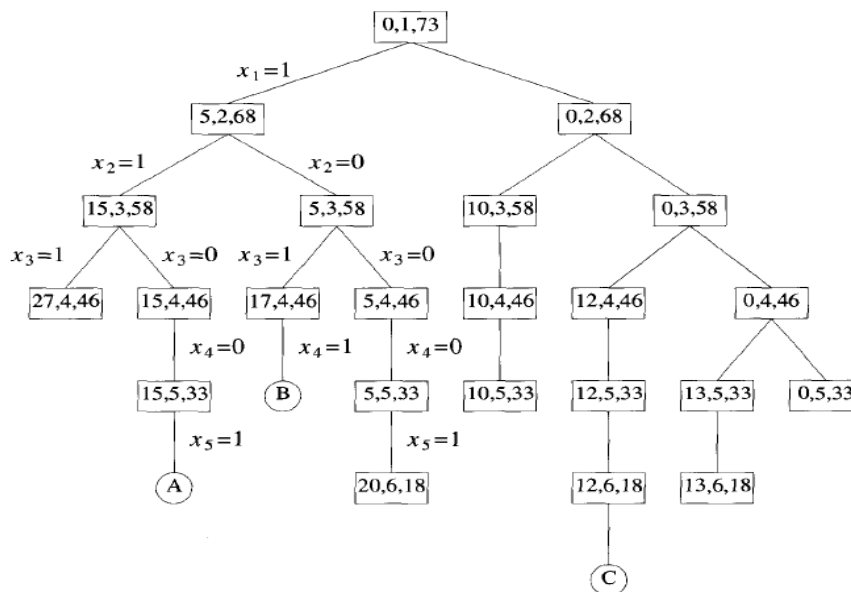 0,1,73
x₁=1
5,2,68
0,2,68
x₂=1
x₂=0
15,3,58
5,3,58
10,3,58
0,3,58
x₃=1
x₃=0
x₃=1
x₃=0
27,4,46
15,4,46
17,4,46
5,4,46
10,4,46
12,4,46
0,4,46
x₄=0
x₄=1
x₄=0
15,5,33
B
5,5,33
10,5,33
12,5,33
13,5,33
0,5,33
x₅=1
x₅=1
A
20,6,18
12,6,18
13,6,18
C